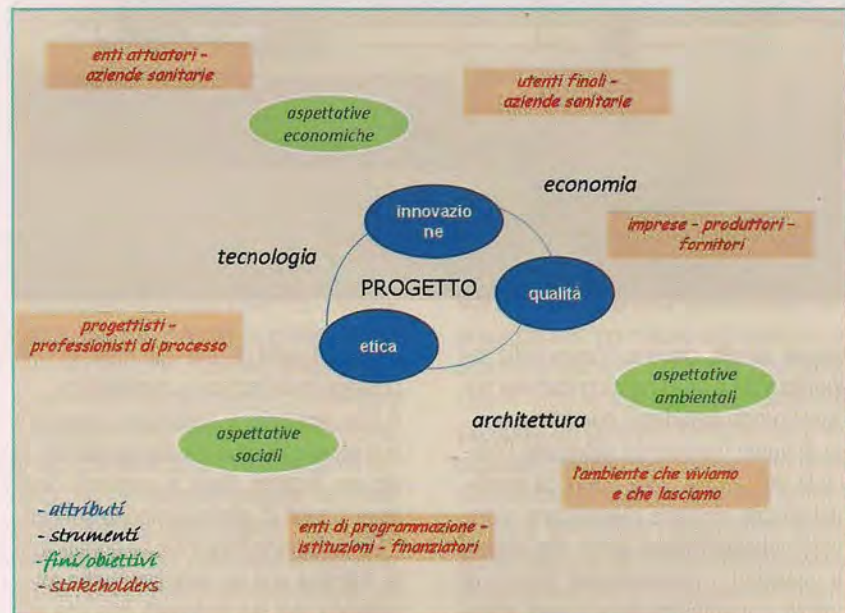 enti attuatori -
aziende sanitarie
utenti finali -
aziende sanitarie
aspettative
economiche
economia
innovazio
ne
imprese - produttori -
fornitori
tecnologia
PROGETTO
qualità
progettisti -
professionisti di processo
etica
aspettative
ambientali
architettura
aspettative
sociali
l'ambiente che viviamo
e che lasciamo
enti di programmazione -
istituzioni - finanziatori
- attributi
- strumenti
-fini/obiettivi
- stakeholders